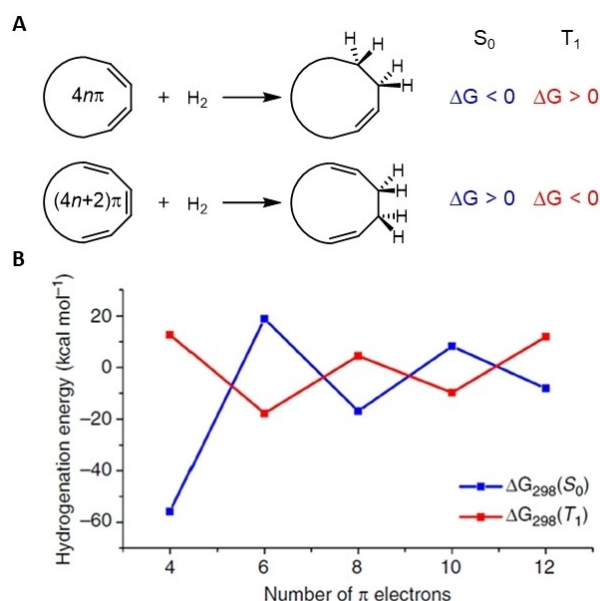 A
S₀ T₁
H H
H
H
4nπ + H₂ ΔG < 0 ΔG > 0
H
H
(4n+2)π + H₂ ΔG > 0 ΔG < 0
H
H
B
Hydrogenation energy (kcal mol⁻¹)
20
0
−20
−40
−60
ΔG₂₉₈(S₀)
ΔG₂₉₈(T₁)
4 6 8 10 12
Number of π electrons